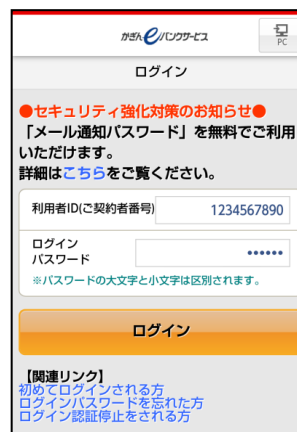 かぎんeバンクサービス
PC
ログイン
●セキュリティ強化対策のお知らせ●
「メール通知パスワード」を無料でご利用
いただけます。
詳細はこちらをご覧ください。
利用者ID(ご契約者番号) 1234567890
ログイン
パスワード ••••••
※パスワードの大文字と小文字は区別されます。
ログイン
【関連リンク】
初めてログインされる方
ログインパスワードを忘れた方
ログイン認証停止をされる方